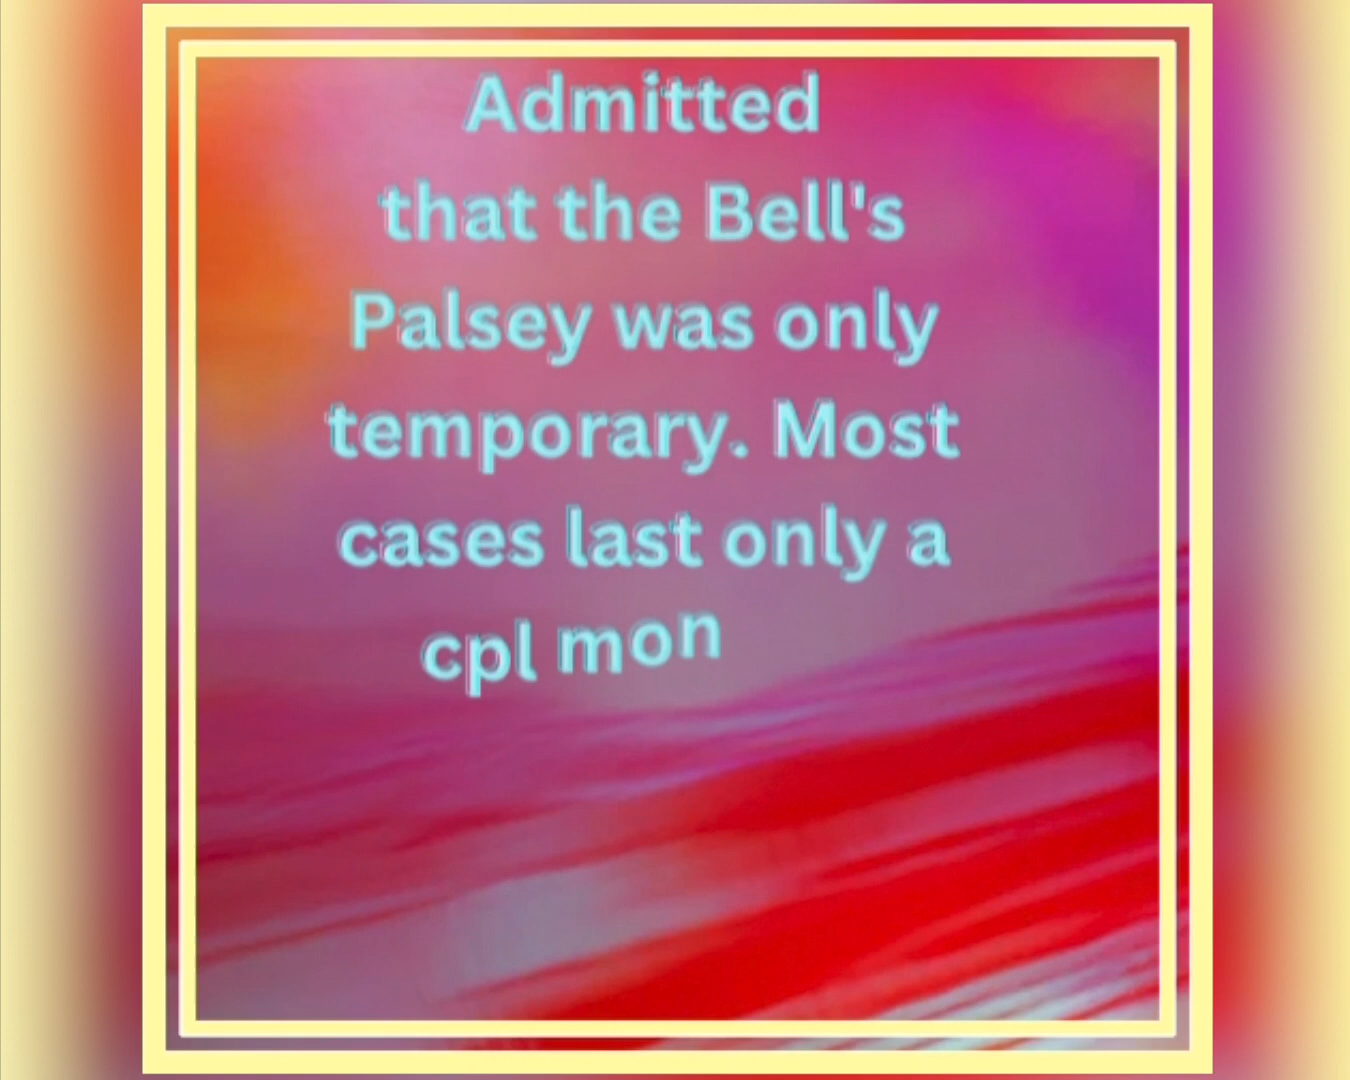 Admitted
that the Bell's
Palsey was only
temporary. Most
cases last only a
cpl mon